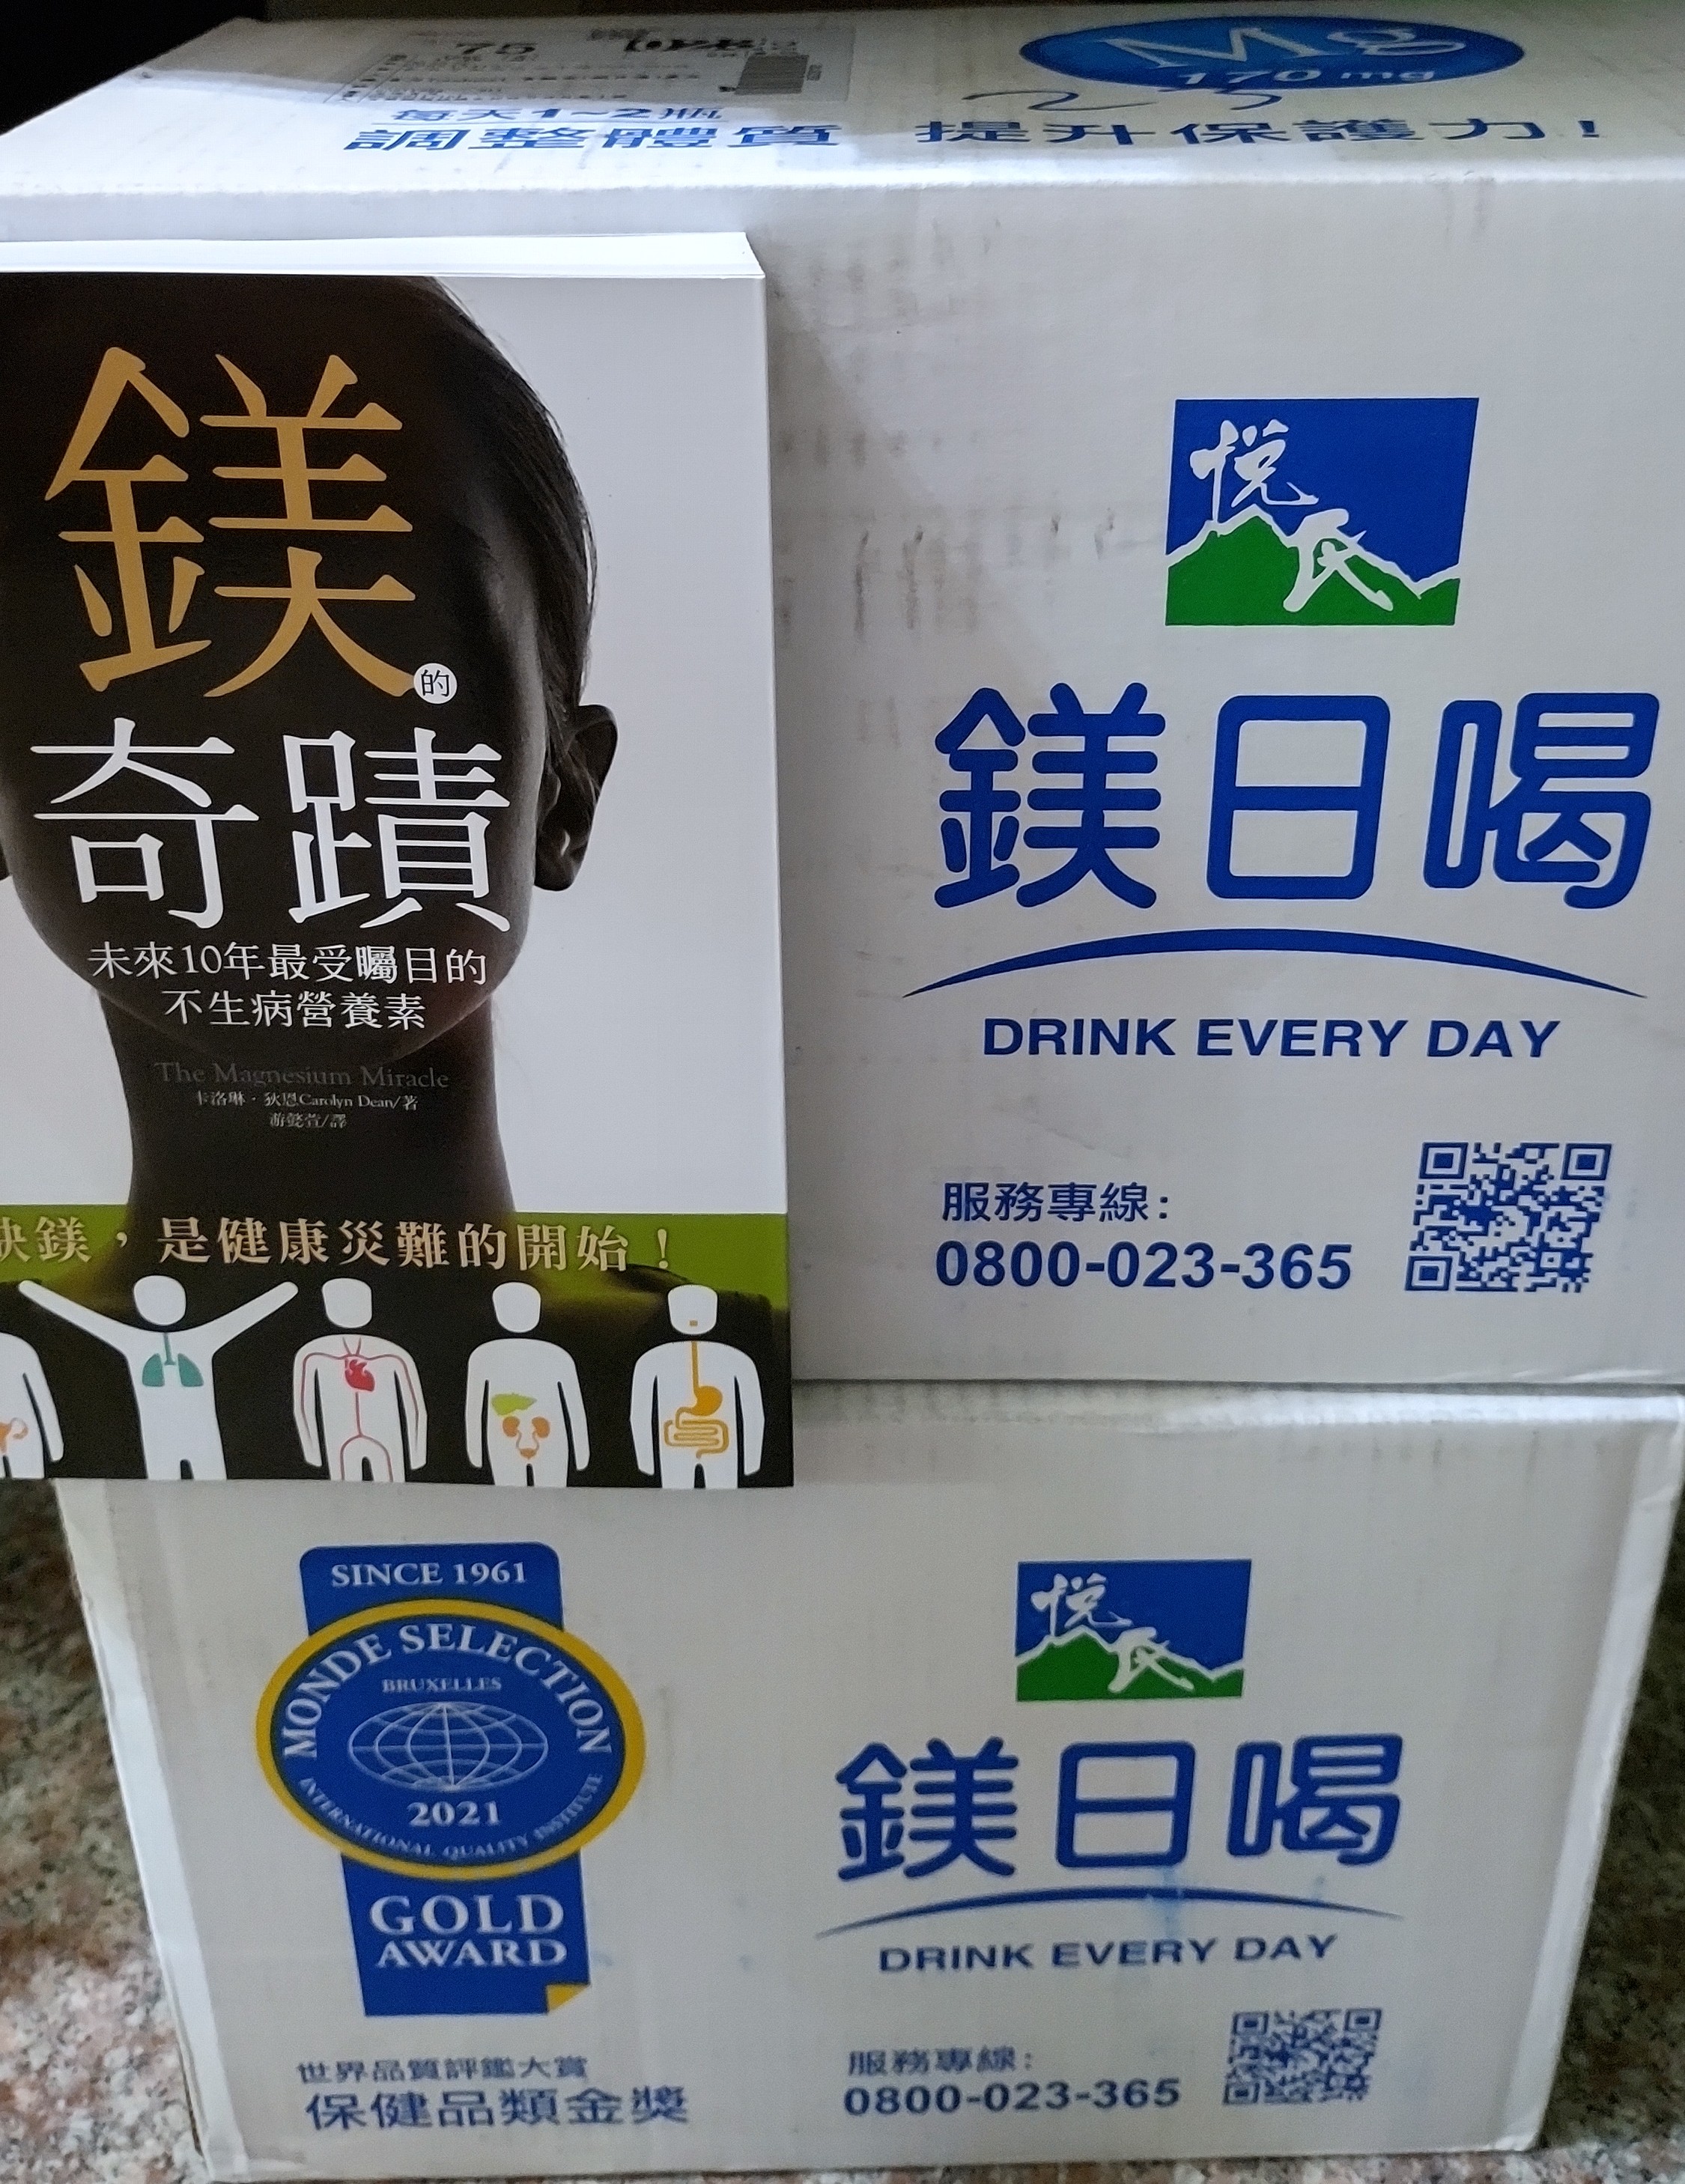 75
Mg
170 mg
每天1~2瓶
調整體質 提升保護力！
鎂的
奇蹟
未來10年最受矚目的
不生病營養素
The Magnesium Miracle
卡洛琳·狄恩Carolyn Dean/著
游懿萱/譯
缺鎂，是健康災難的開始！
悅氏
鎂日喝
DRINK EVERY DAY
服務專線：
0800-023-365
SINCE 1961
MONDE SELECTION
BRUXELLES
2021
INTERNATIONAL QUALITY INSTITUTE
GOLD
AWARD
世界品質評鑑大賞
保健品類金獎
悅氏
鎂日喝
DRINK EVERY DAY
服務專線：
0800-023-365